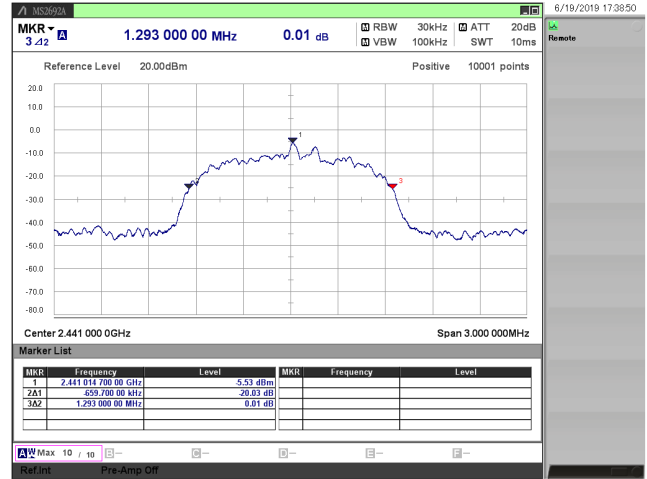 MS2692A
6/19/2019 17:38:50
MKR A 1.293 000 00 MHz 0.01 dB
3 Δ2
M RBW 30kHz M ATT 20dB
M VBW 100kHz SWT 10ms
Remote
Reference Level 20.00dBm Positive 10001 points
20.0
10.0
0.0
-10.0
-20.0
-30.0
-40.0
-50.0
-60.0
-70.0
-80.0
1
2
3
Center 2.441 000 0GHz Span 3.000 000MHz
Marker List
MKR Frequency Level MKR Frequency Level
1 2.441 014 700 00 GHz -5.53 dBm
2Δ1 -659.700 00 kHz -20.03 dB
3Δ2 1.293 000 00 MHz 0.01 dB
A W Max 10 / 10 B- C- D- E- F-
Ref.Int Pre-Amp Off